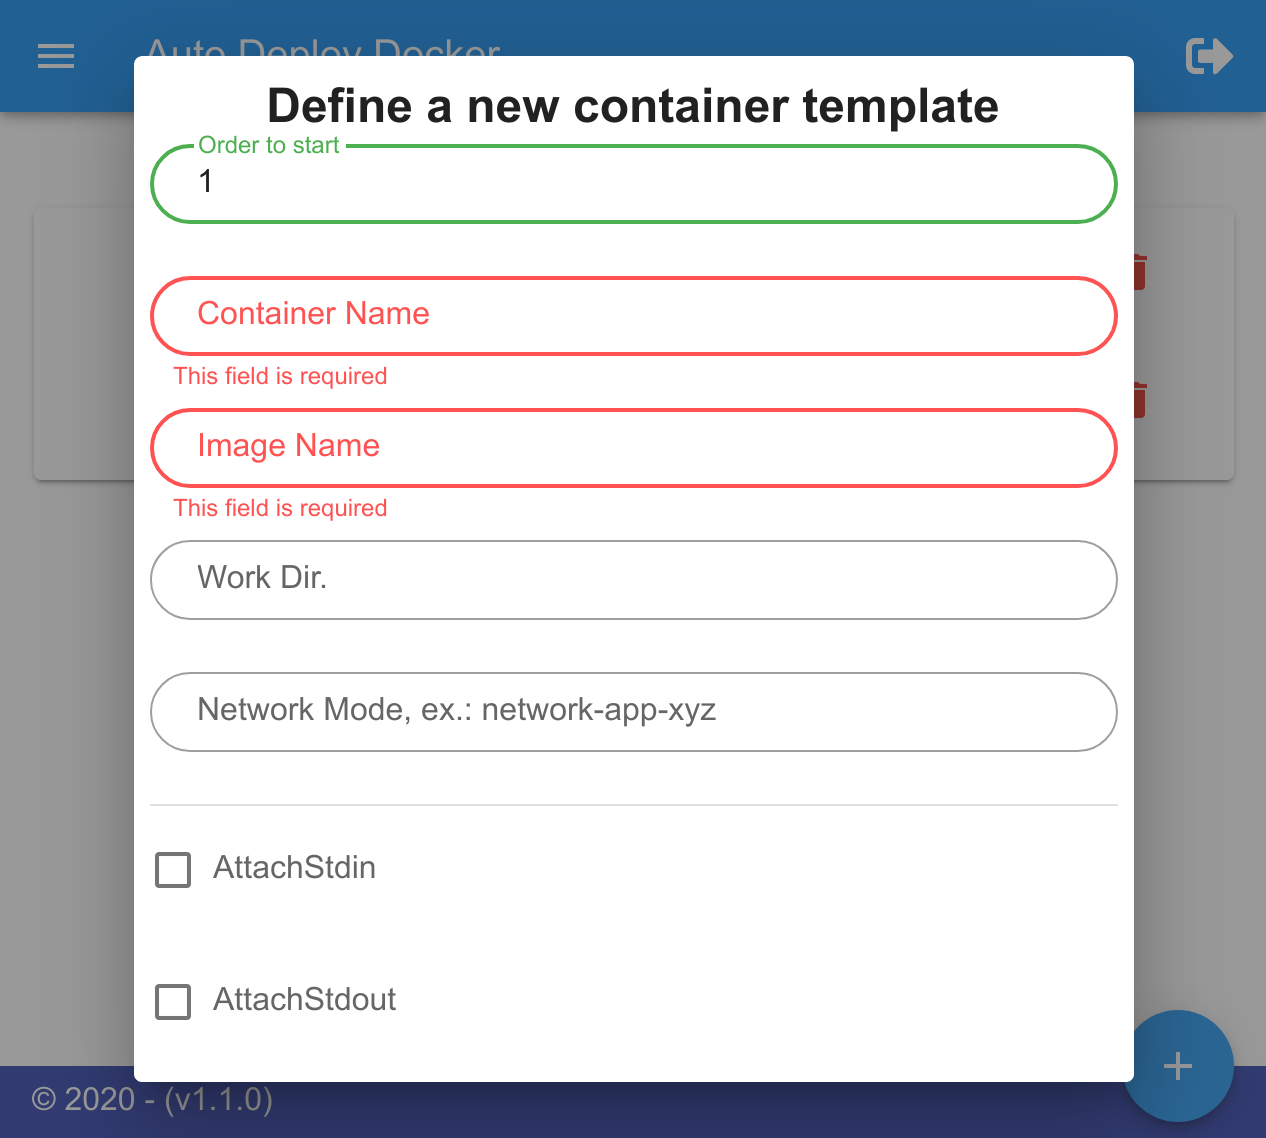 Auto Deploy Docker
Define a new container template
Order to start
1
Container Name
This field is required
Image Name
This field is required
Work Dir.
Network Mode, ex.: network-app-xyz
AttachStdin
AttachStdout
© 2020 - (v1.1.0)